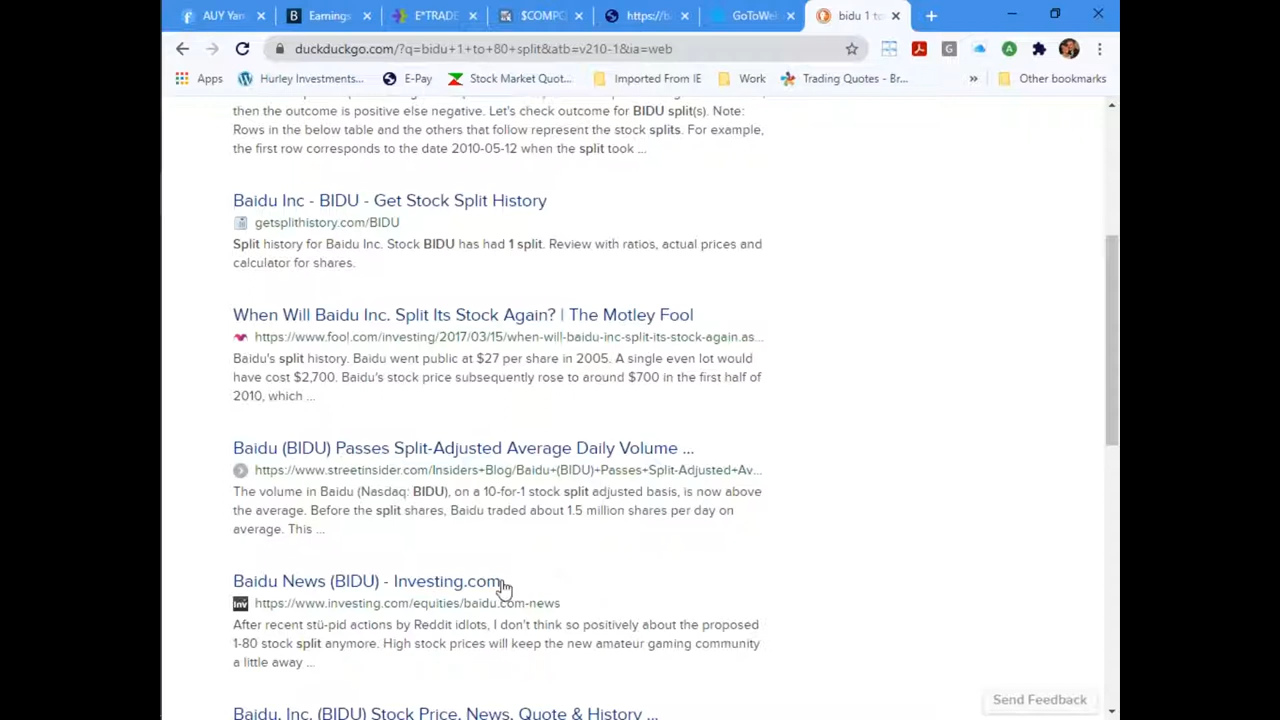 AUY Yan
Earnings
E*TRADE
$COMPC
https://b
GoToWe
bidu 1 to
duckduckgo.com/?q=bidu+1+to+80+split&atb=v210-1&ia=web
Apps
Hurley Investments...
E-Pay
Stock Market Quot...
Imported From IE
Work
Trading Quotes - Br...
»
Other bookmarks
then the outcome is positive else negative. Let's check outcome for BIDU split(s). Note:
Rows in the below table and the others that follow represent the stock splits. For example,
the first row corresponds to the date 2010-05-12 when the split took ...
Baidu Inc - BIDU - Get Stock Split History
getsplithistory.com/BIDU
Split history for Baidu Inc. Stock BIDU has had 1 split. Review with ratios, actual prices and
calculator for shares.
When Will Baidu Inc. Split Its Stock Again? | The Motley Fool
https://www.fool.com/investing/2017/03/15/when-will-baidu-inc-split-its-stock-again.as...
Baidu's split history. Baidu went public at $27 per share in 2005. A single even lot would
have cost $2,700. Baidu's stock price subsequently rose to around $700 in the first half of
2010, which ...
Baidu (BIDU) Passes Split-Adjusted Average Daily Volume ...
https://www.streetinsider.com/Insiders+Blog/Baidu+(BIDU)+Passes+Split-Adjusted+Av...
The volume in Baidu (Nasdaq: BIDU), on a 10-for-1 stock split adjusted basis, is now above
the average. Before the split shares, Baidu traded about 1.5 million shares per day on
average. This ...
Baidu News (BIDU) - Investing.com
Inv https://www.investing.com/equities/baidu.com-news
After recent stü-pid actions by Reddit idIots, I don't think so positively about the proposed
1-80 stock split anymore. High stock prices will keep the new amateur gaming community
a little away ...
Baidu, Inc. (BIDU) Stock Price, News, Quote & History ...
Send Feedback